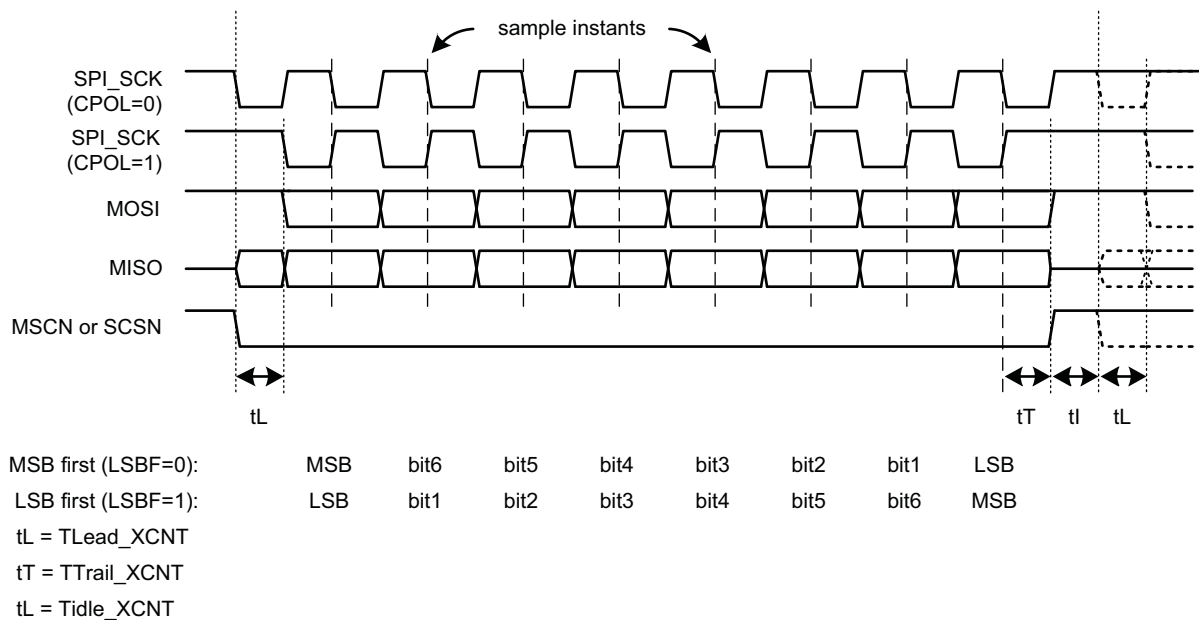 sample instants
SPI_SCK
(CPOL=0)
SPI_SCK
(CPOL=1)
MOSI
MISO
MSCN or SCSN
tL tT tI tL
MSB first (LSBF=0): MSB bit6 bit5 bit4 bit3 bit2 bit1 LSB
LSB first (LSBF=1): LSB bit1 bit2 bit3 bit4 bit5 bit6 MSB
tL = TLead_XCNT
tT = TTrail_XCNT
tL = Tidle_XCNT